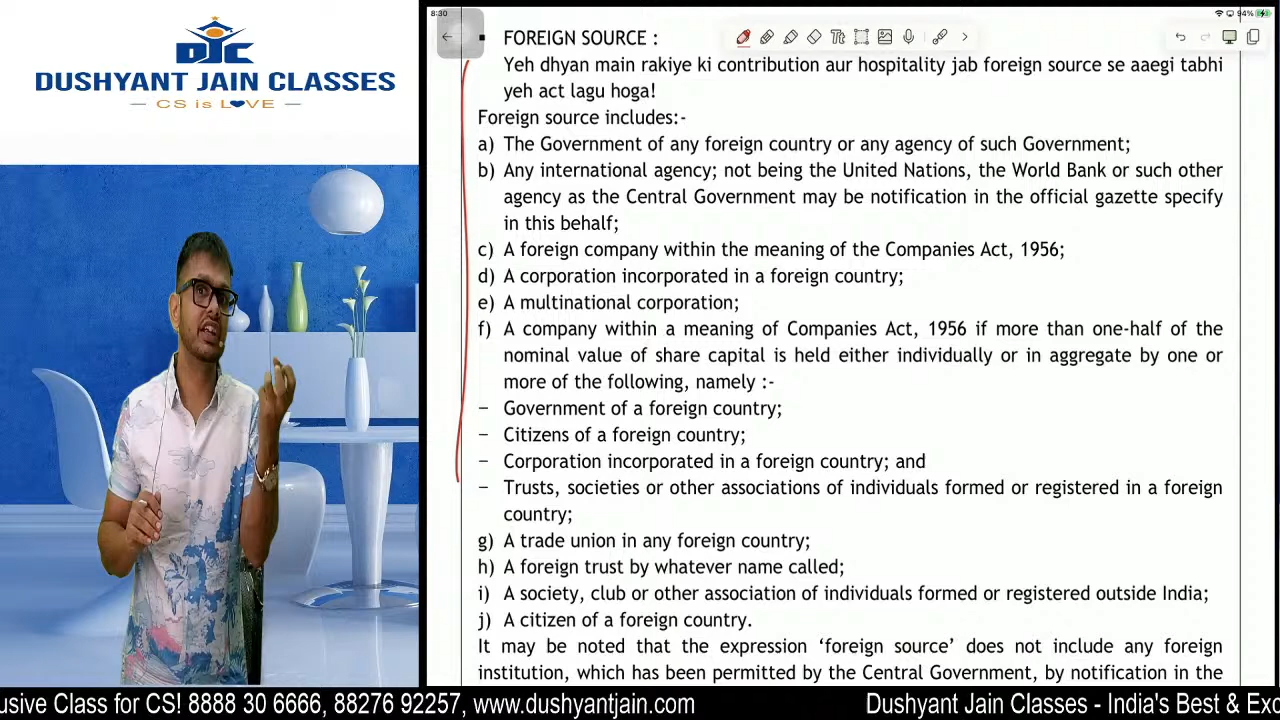 DJC
DUSHYANT JAIN CLASSES
CS is LOVE
8:30
94%
Tt
FOREIGN SOURCE :
Yeh dhyan main rakiye ki contribution aur hospitality jab foreign source se aaegi tabhi
yeh act lagu hoga!
Foreign source includes:-
a) The Government of any foreign country or any agency of such Government;
b) Any international agency; not being the United Nations, the World Bank or such other
agency as the Central Government may be notification in the official gazette specify
in this behalf;
c) A foreign company within the meaning of the Companies Act, 1956;
d) A corporation incorporated in a foreign country;
e) A multinational corporation;
f) A company within a meaning of Companies Act, 1956 if more than one-half of the
nominal value of share capital is held either individually or in aggregate by one or
more of the following, namely :-
− Government of a foreign country;
− Citizens of a foreign country;
− Corporation incorporated in a foreign country; and
− Trusts, societies or other associations of individuals formed or registered in a foreign
country;
g) A trade union in any foreign country;
h) A foreign trust by whatever name called;
i) A society, club or other association of individuals formed or registered outside India;
j) A citizen of a foreign country.
It may be noted that the expression ‘foreign source’ does not include any foreign
institution, which has been permitted by the Central Government, by notification in the
usive Class for CS! 8888 30 6666, 88276 92257, www.dushyantjain.com
Dushyant Jain Classes - India's Best & Exc